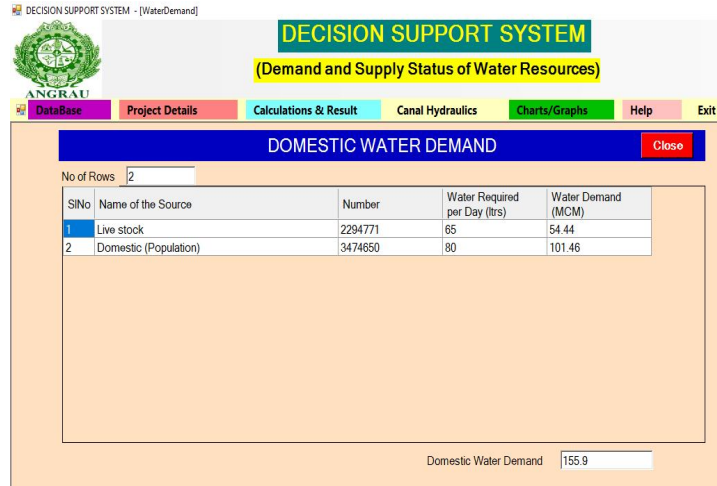 DECISION SUPPORT SYSTEM - [WaterDemand]
DECISION SUPPORT SYSTEM
(Demand and Supply Status of Water Resources)
ANGRAU
DataBase Project Details Calculations & Result Canal Hydraulics Charts/Graphs Help Exit
DOMESTIC WATER DEMAND Close
No of Rows 2
SlNo Name of the Source Number Water Required per Day (ltrs) Water Demand (MCM)
1 Live stock 2294771 65 54.44
2 Domestic (Population) 3474650 80 101.46
Domestic Water Demand 155.9